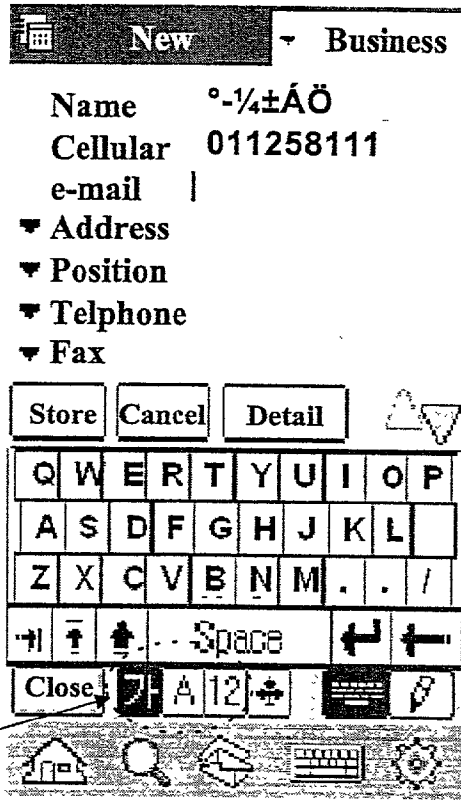 New Business
Name °-¼±ÁÖ
Cellular 011258111
e-mail
Address
Position
Telphone
Fax
Store Cancel Detail
Q W E R T Y U I O P
A S D F G H J K L
Z X C V B N M . . /
Space
Close 가 A 12